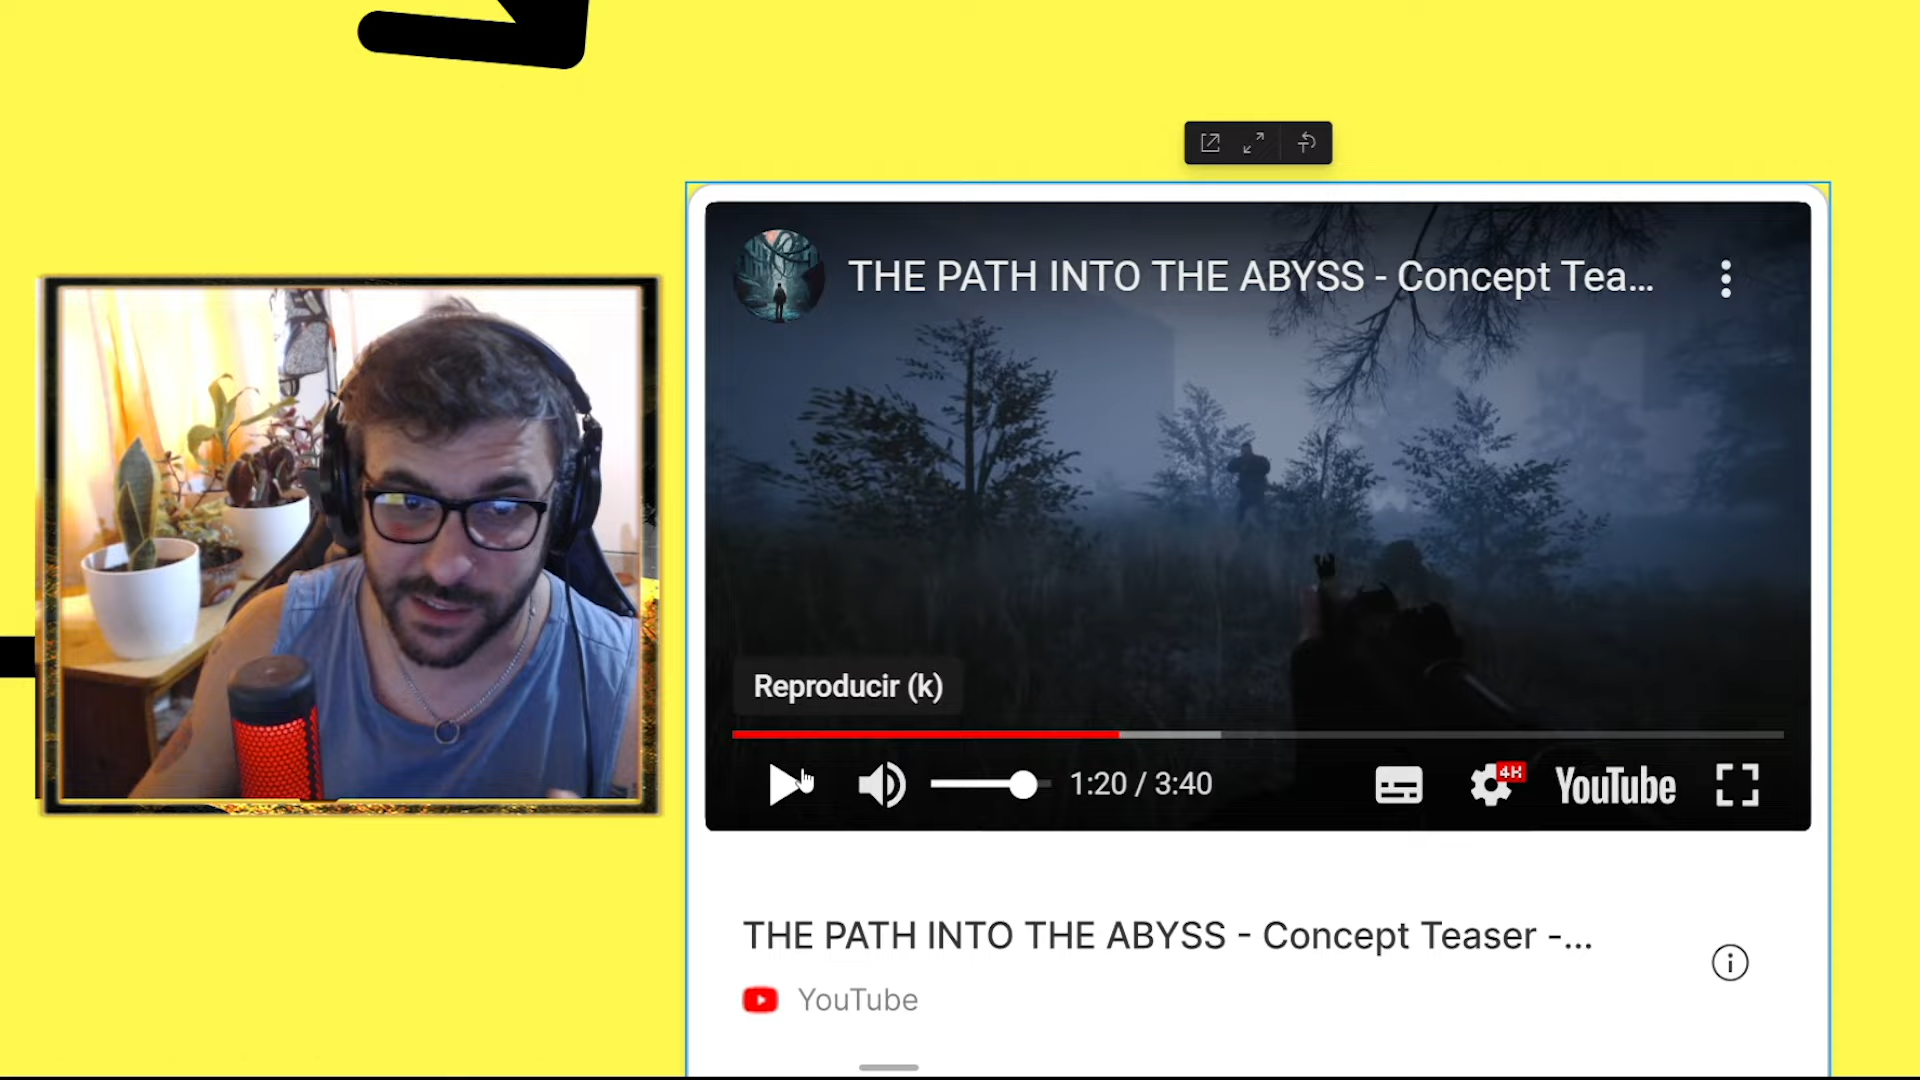 THE PATH INTO THE ABYSS - Concept Tea...
Reproducir (k)
1:20 / 3:40
4H
YouTube
THE PATH INTO THE ABYSS - Concept Teaser -...
YouTube